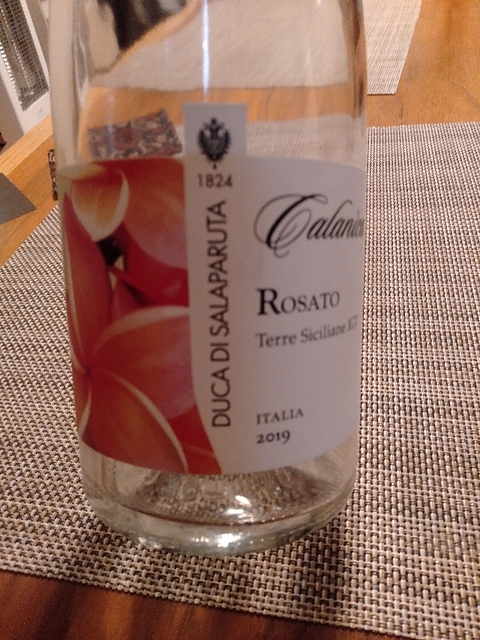 1824
DUCA DI SALAPARUTA
ROSATO
Terre Siciliane
ITALIA
2019